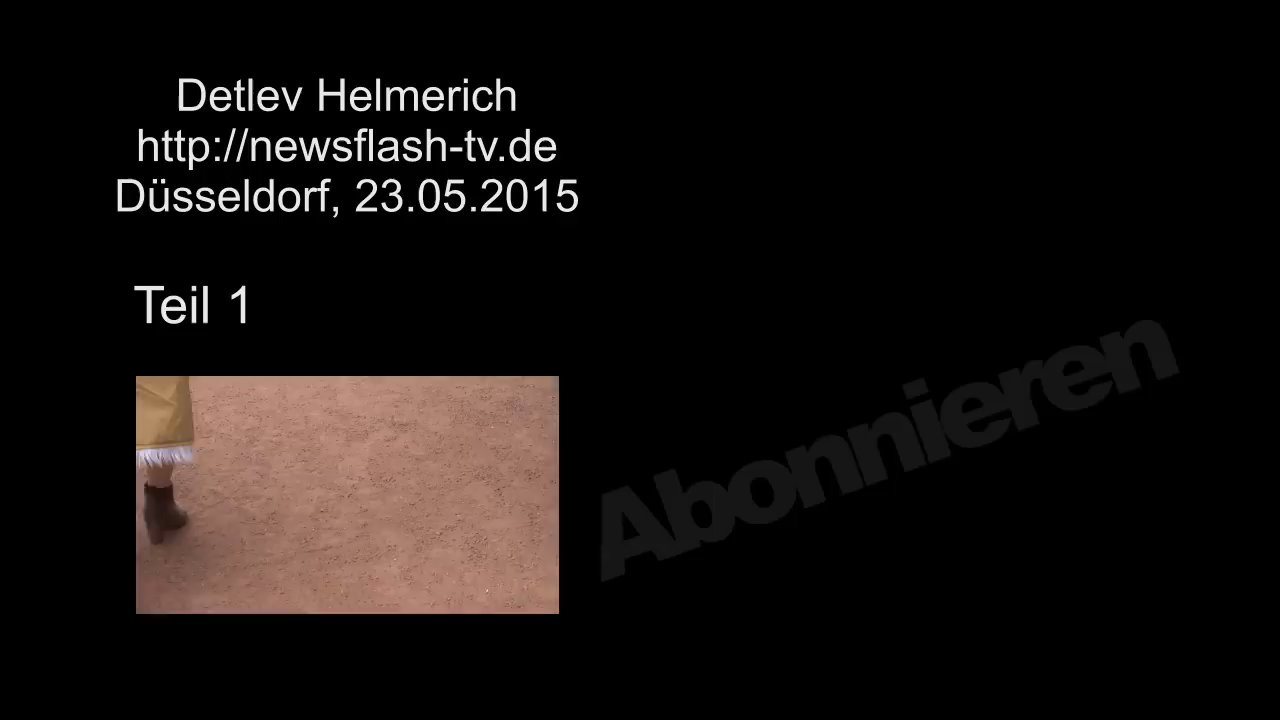 Detlev Helmerich
http://newsflash-tv.de
Düsseldorf, 23.05.2015
Teil 1
Abonnieren